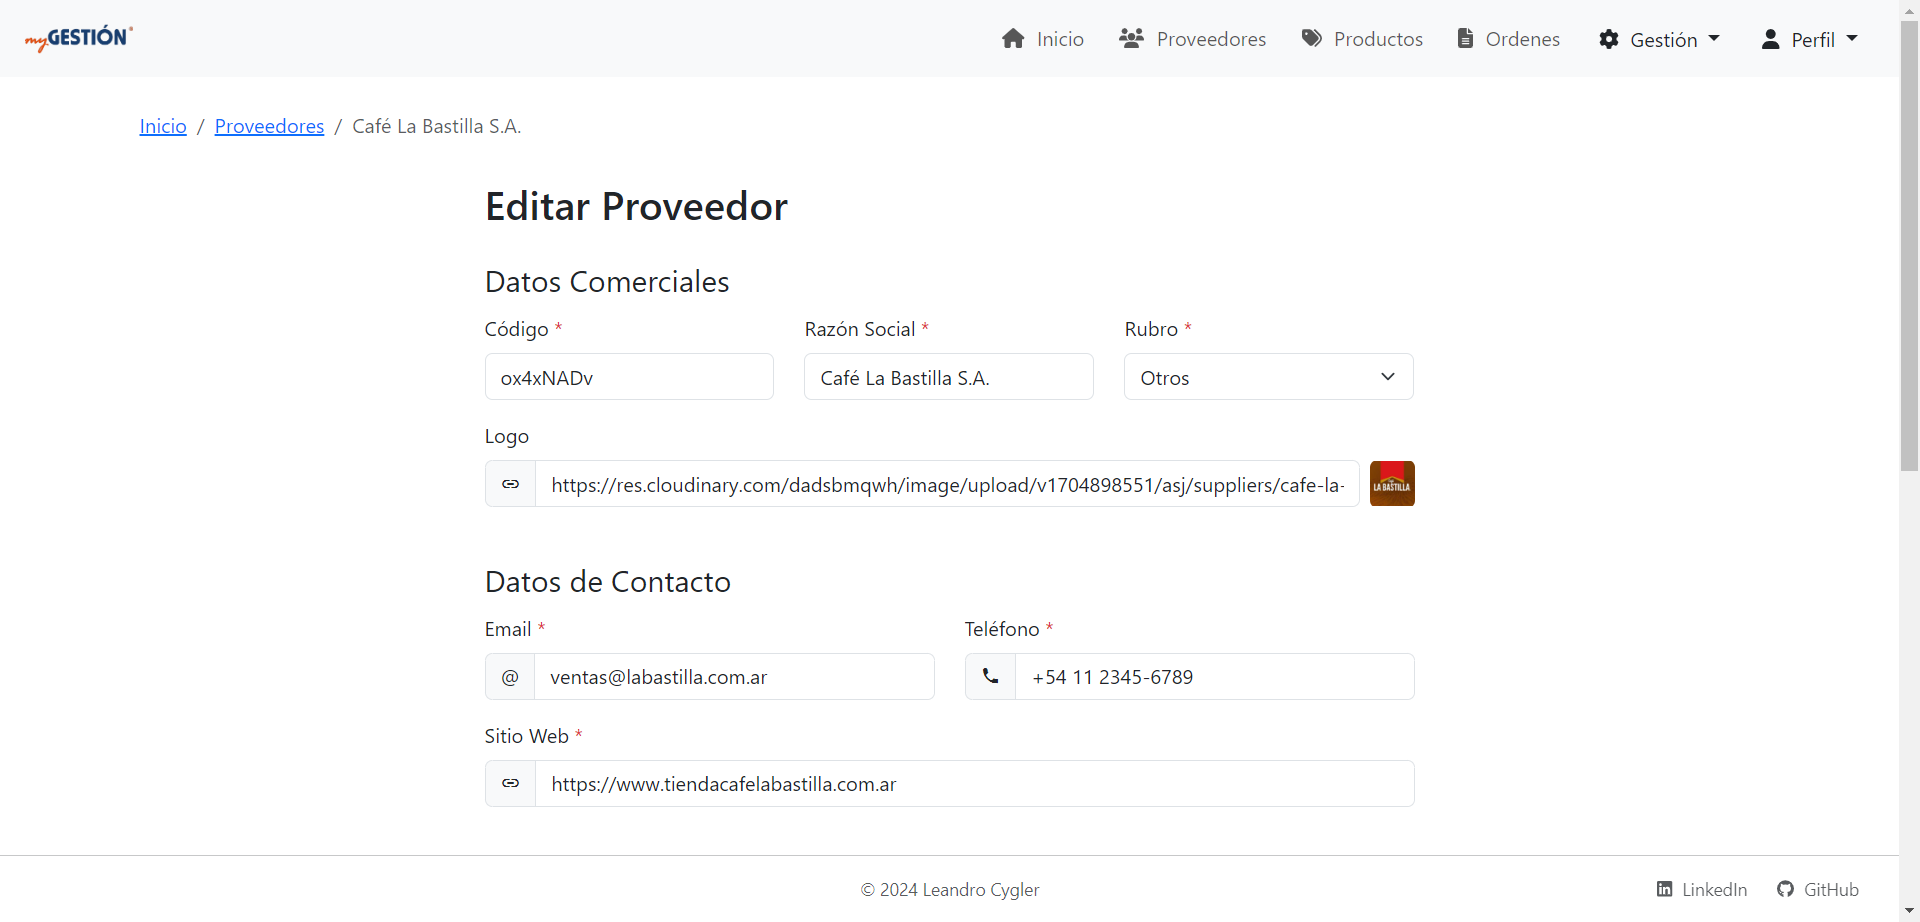 myGESTIÓN
Inicio
Proveedores
Productos
Ordenes
Gestión
Perfil
Inicio / Proveedores / Café La Bastilla S.A.
Editar Proveedor
Datos Comerciales
Código * Razón Social * Rubro *
ox4xNADv Café La Bastilla S.A. Otros
Logo
https://res.cloudinary.com/dadsbmqwh/image/upload/v1704898551/asj/suppliers/cafe-la-
LA BASTILLA
Datos de Contacto
Email * Teléfono *
@ ventas@labastilla.com.ar +54 11 2345-6789
Sitio Web *
https://www.tiendacafelabastilla.com.ar
© 2024 Leandro Cygler
LinkedIn
GitHub